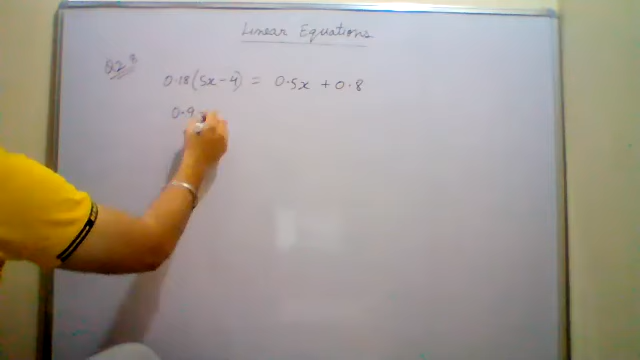 Linear Equations
Q2. 0.18(5x-4) = 0.5x + 0.8
0.9